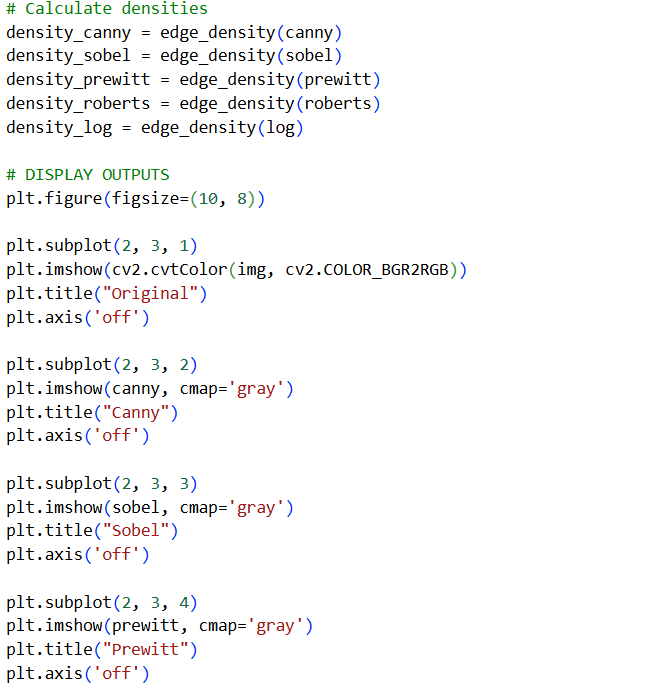 # Calculate densities
density_canny = edge_density(canny)
density_sobel = edge_density(sobel)
density_prewitt = edge_density(prewitt)
density_roberts = edge_density(roberts)
density_log = edge_density(log)

# DISPLAY OUTPUTS
plt.figure(figsize=(10, 8))

plt.subplot(2, 3, 1)
plt.imshow(cv2.cvtColor(img, cv2.COLOR_BGR2RGB))
plt.title("Original")
plt.axis('off')

plt.subplot(2, 3, 2)
plt.imshow(canny, cmap='gray')
plt.title("Canny")
plt.axis('off')

plt.subplot(2, 3, 3)
plt.imshow(sobel, cmap='gray')
plt.title("Sobel")
plt.axis('off')

plt.subplot(2, 3, 4)
plt.imshow(prewitt, cmap='gray')
plt.title("Prewitt")
plt.axis('off')